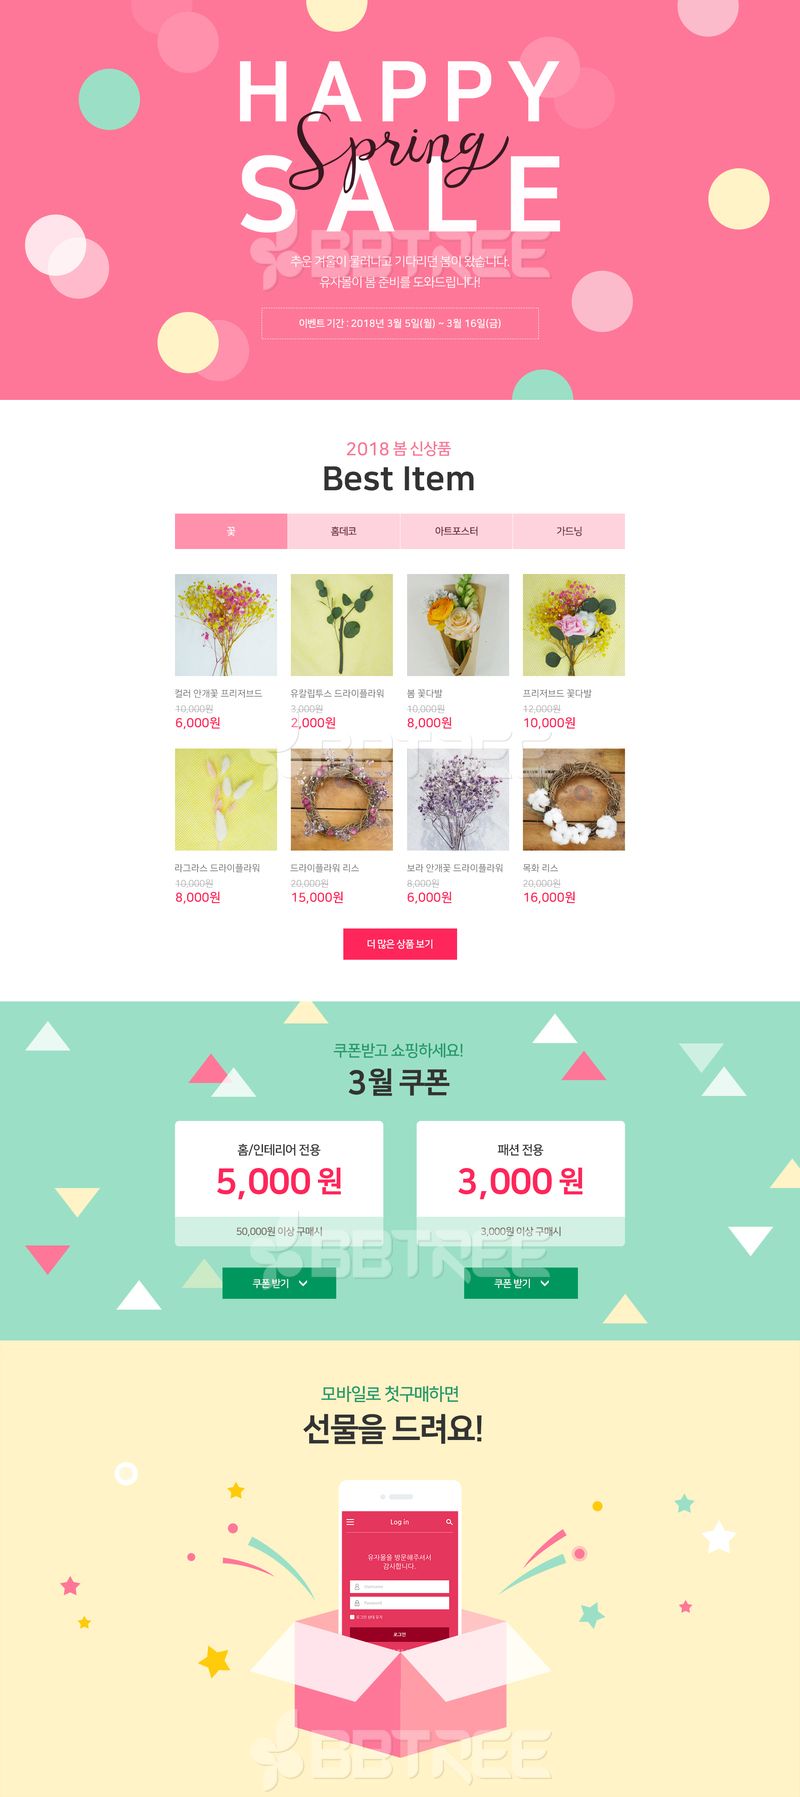 HAPPY
Spring
SALE
추운 겨울이 물러나고 기다리던 봄이 왔습니다.
유자몰이 봄 준비를 도와드립니다!
이벤트 기간 : 2018년 3월 5일(월) ~ 3월 16일(금)
BBTREE
2018 봄 신상품
Best Item
꽃 홈데코 아트포스터 가드닝
컬러 안개꽃 프리저브드 유칼립투스 드라이플라워 봄 꽃다발 프리저브드 꽃다발
10,000원 3,000원 10,000원 12,000원
6,000원 2,000원 8,000원 10,000원
BBTREE
라그라스 드라이플라워 드라이플라워 리스 보라 안개꽃 드라이플라워 목화 리스
10,000원 20,000원 8,000원 20,000원
8,000원 15,000원 6,000원 16,000원
더 많은 상품 보기
쿠폰받고 쇼핑하세요!
3월 쿠폰
홈/인테리어 전용 패션 전용
5,000 원 3,000 원
50,000원 이상 구매시 3,000원 이상 구매시
BBTREE
쿠폰 받기 쿠폰 받기
모바일로 첫구매하면
선물을 드려요!
Log in
유자몰을 방문해주셔서
감사합니다.
Username
Password
로그인 상태 유지
로그인
BBTREE